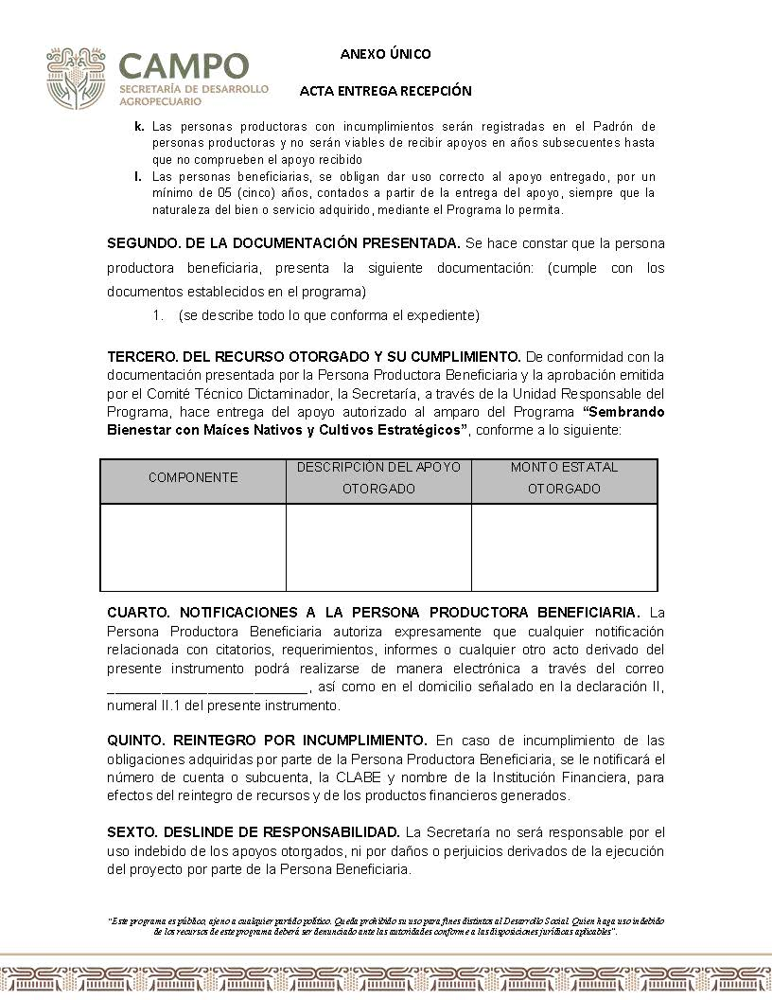 ANEXO ÚNICO
CAMPO
SECRETARÍA DE DESARROLLO
AGROPECUARIO
ACTA ENTREGA RECEPCIÓN
k. Las personas productoras con incumplimientos serán registradas en el Padrón de
personas productoras y no serán viables de recibir apoyos en años subsecuentes hasta
que no comprueben el apoyo recibido
l. Las personas beneficiarias, se obligan dar uso correcto al apoyo entregado, por un
mínimo de 05 (cinco) años, contados a partir de la entrega del apoyo, siempre que la
naturaleza del bien o servicio adquirido, mediante el Programa lo permita.
SEGUNDO. DE LA DOCUMENTACIÓN PRESENTADA. Se hace constar que la persona
productora beneficiaria, presenta la siguiente documentación: (cumple con los
documentos establecidos en el programa)
1. (se describe todo lo que conforma el expediente)
TERCERO. DEL RECURSO OTORGADO Y SU CUMPLIMIENTO. De conformidad con la
documentación presentada por la Persona Productora Beneficiaria y la aprobación emitida
por el Comité Técnico Dictaminador, la Secretaría, a través de la Unidad Responsable del
Programa, hace entrega del apoyo autorizado al amparo del Programa “Sembrando
Bienestar con Maíces Nativos y Cultivos Estratégicos”, conforme a lo siguiente:
COMPONENTE
DESCRIPCIÓN DEL APOYO
OTORGADO
MONTO ESTATAL
OTORGADO
CUARTO. NOTIFICACIONES A LA PERSONA PRODUCTORA BENEFICIARIA. La
Persona Productora Beneficiaria autoriza expresamente que cualquier notificación
relacionada con citatorios, requerimientos, informes o cualquier otro acto derivado del
presente instrumento podrá realizarse de manera electrónica a través del correo
__________________________, así como en el domicilio señalado en la declaración II,
numeral II.1 del presente instrumento.
QUINTO. REINTEGRO POR INCUMPLIMIENTO. En caso de incumplimiento de las
obligaciones adquiridas por parte de la Persona Productora Beneficiaria, se le notificará el
número de cuenta o subcuenta, la CLABE y nombre de la Institución Financiera, para
efectos del reintegro de recursos y de los productos financieros generados.
SEXTO. DESLINDE DE RESPONSABILIDAD. La Secretaría no será responsable por el
uso indebido de los apoyos otorgados, ni por daños o perjuicios derivados de la ejecución
del proyecto por parte de la Persona Beneficiaria.
“Este programa es público, ajeno a cualquier partido político. Queda prohibido su uso para fines distintos al Desarrollo Social. Quien haga uso indebido
de los recursos de este programa deberá ser denunciado ante las autoridades conforme a las disposiciones jurídicas aplicables”.